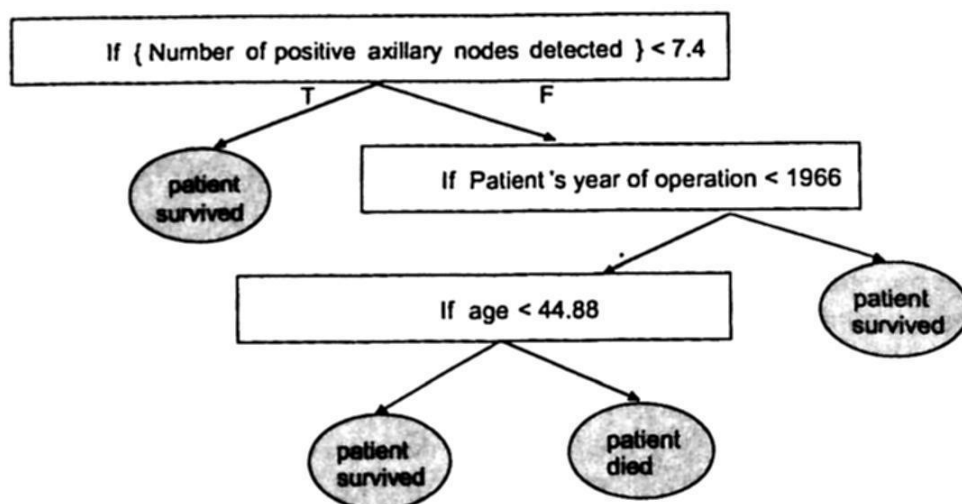 If { Number of positive axillary nodes detected } < 7.4
T
F
patient
survived
If Patient's year of operation < 1966
If age < 44.88
patient
survived
patient
survived
patient
died